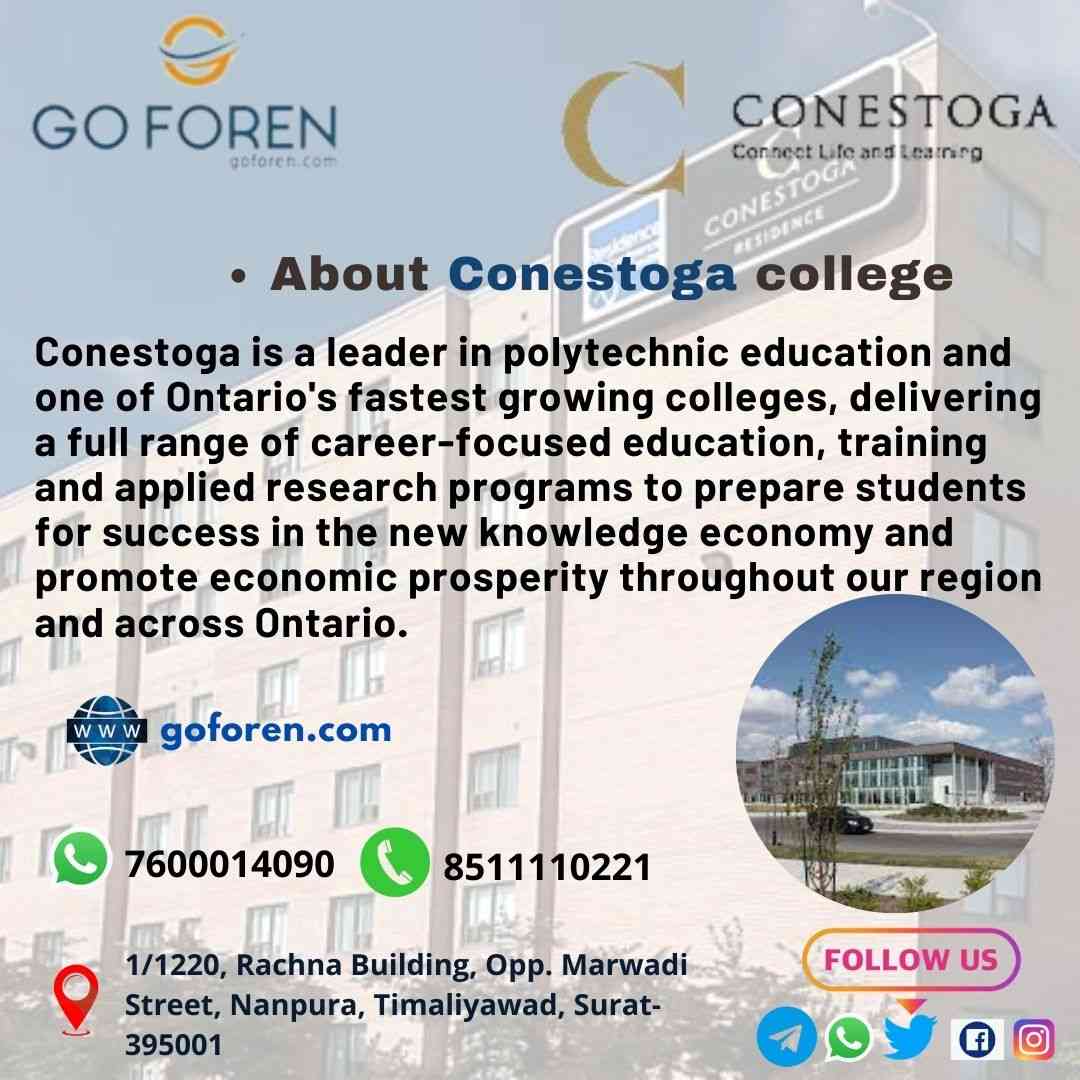 GO FOREN
goforen.com
CONESTOGA
Connect Life and Learning
CONESTOGA
RESIDENCE
Residence
• About Conestoga college
Conestoga is a leader in polytechnic education and
one of Ontario's fastest growing colleges, delivering
a full range of career-focused education, training
and applied research programs to prepare students
for success in the new knowledge economy and
promote economic prosperity throughout our region
and across Ontario.
WWW goforen.com
7600014090 8511110221
1/1220, Rachna Building, Opp. Marwadi
Street, Nanpura, Timaliyawad, Surat-
395001
FOLLOW US